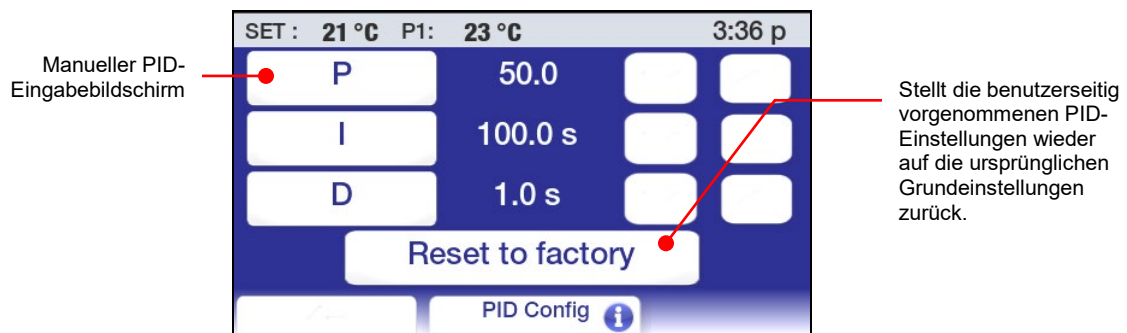 SET : 21 °C P1: 23 °C 3:36 p
Manueller PID-
Eingabebildschirm
P 50.0
I 100.0 s
D 1.0 s
Reset to factory
PID Config i
Stellt die benutzerseitig
vorgenommenen PID-
Einstellungen wieder
auf die ursprünglichen
Grundeinstellungen
zurück.